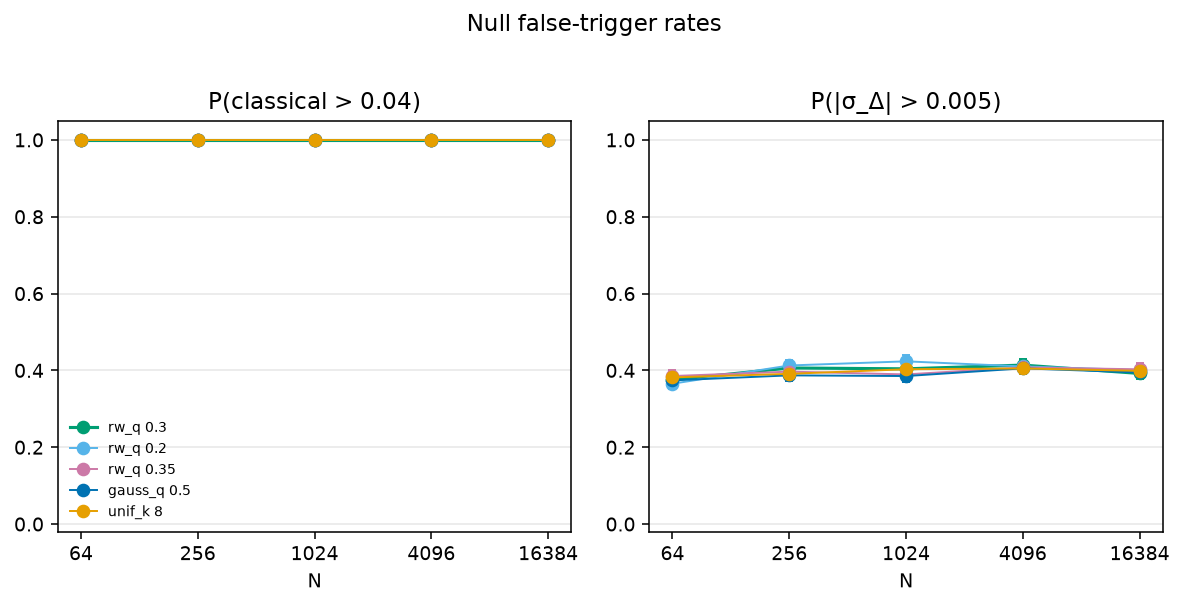 Null false-trigger rates
P(classical > 0.04)
1.0
0.8
0.6
0.4
0.2
0.0
rw_q 0.3
rw_q 0.2
rw_q 0.35
gauss_q 0.5
unif_k 8
64 256 1024 4096 16384
N
P(|σ_Δ| > 0.005)
1.0
0.8
0.6
0.4
0.2
0.0
64 256 1024 4096 16384
N